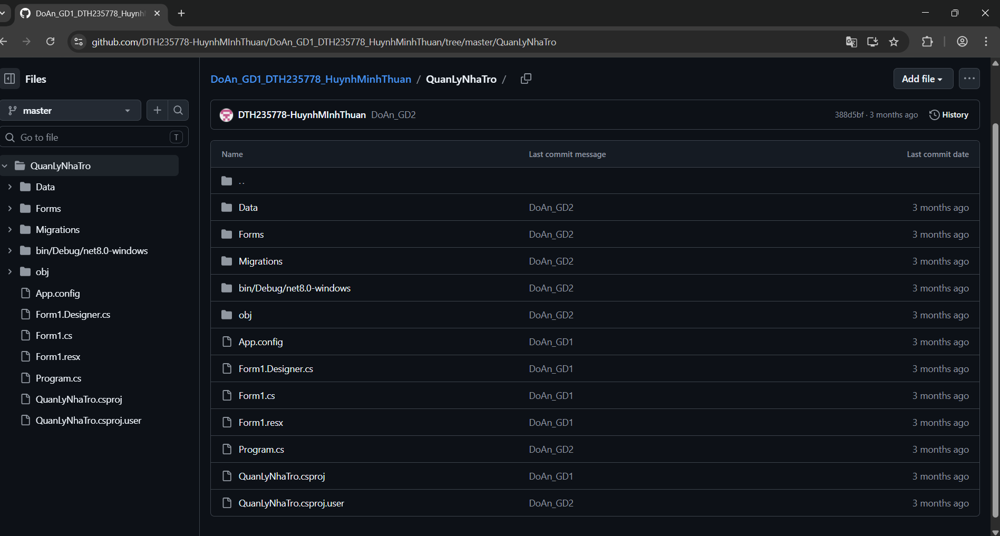 DoAn_GD1_DTH235778_Huynh
github.com/DTH235778-HuynhMInhThuan/DoAn_GD1_DTH235778_HuynhMinhThuan/tree/master/QuanLyNhaTro
Files
master
Go to file
T
QuanLyNhaTro
Data
Forms
Migrations
bin/Debug/net8.0-windows
obj
App.config
Form1.Designer.cs
Form1.cs
Form1.resx
Program.cs
QuanLyNhaTro.csproj
QuanLyNhaTro.csproj.user
DoAn_GD1_DTH235778_HuynhMinhThuan / QuanLyNhaTro /
Add file
DTH235778-HuynhMInhThuan DoAn_GD2 388d5bf · 3 months ago History
Name Last commit message Last commit date
..
Data DoAn_GD2 3 months ago
Forms DoAn_GD2 3 months ago
Migrations DoAn_GD2 3 months ago
bin/Debug/net8.0-windows DoAn_GD2 3 months ago
obj DoAn_GD2 3 months ago
App.config DoAn_GD1 3 months ago
Form1.Designer.cs DoAn_GD1 3 months ago
Form1.cs DoAn_GD1 3 months ago
Form1.resx DoAn_GD1 3 months ago
Program.cs DoAn_GD2 3 months ago
QuanLyNhaTro.csproj DoAn_GD1 3 months ago
QuanLyNhaTro.csproj.user DoAn_GD2 3 months ago